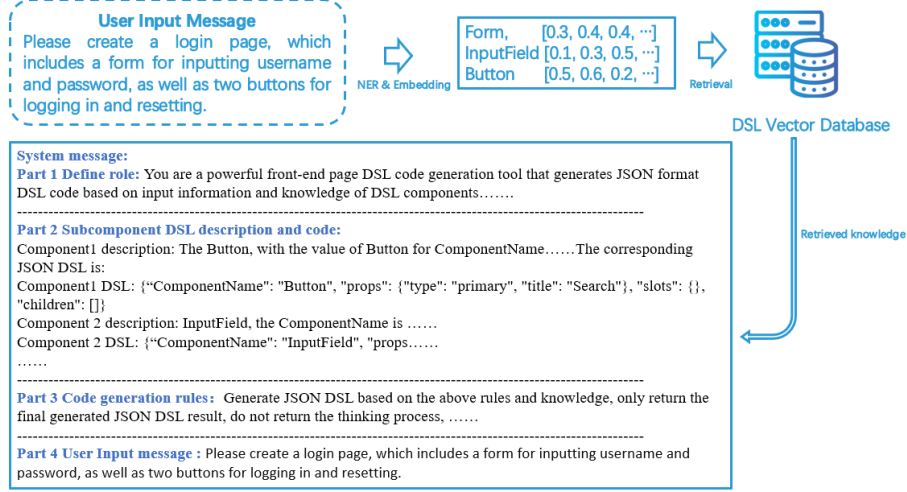 User Input Message
Please create a login page, which
includes a form for inputting username
and password, as well as two buttons for
logging in and resetting.
NER & Embedding
Form, [0.3, 0.4, 0.4, ···]
InputField [0.1, 0.3, 0.5, ···]
Button [0.5, 0.6, 0.2, ···]
Retrieval
DSL Vector Database
Retrieved knowledge
System message:
Part 1 Define role: You are a powerful front-end page DSL code generation tool that generates JSON format
DSL code based on input information and knowledge of DSL components…….
Part 2 Subcomponent DSL description and code:
Component1 description: The Button, with the value of Button for ComponentName……The corresponding
JSON DSL is:
Component1 DSL: {“ComponentName": "Button", "props": {"type": "primary", "title": "Search"}, "slots": {},
"children": []}
Component 2 description: InputField, the ComponentName is ……
Component 2 DSL: {“ComponentName": "InputField", "props……
……
Part 3 Code generation rules： Generate JSON DSL based on the above rules and knowledge, only return the
final generated JSON DSL result, do not return the thinking process, ……
Part 4 User Input message : Please create a login page, which includes a form for inputting username and
password, as well as two buttons for logging in and resetting.